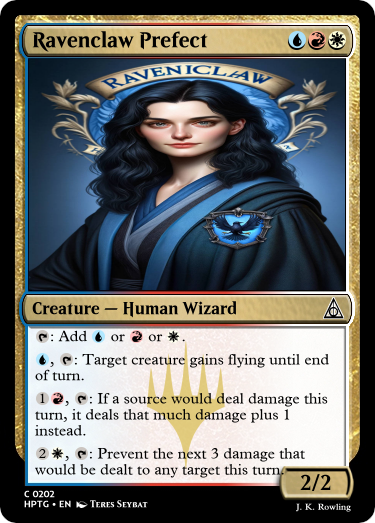 Ravenclaw Prefect
RAVENICLAW
Creature — Human Wizard
: Add or or .
, : Target creature gains flying until end
of turn.
1 , : If a source would deal damage this
turn, it deals that much damage plus 1
instead.
2 , : Prevent the next 3 damage that
would be dealt to any target this turn.
2/2
C 0202
HPTG • EN Teres Seybat
J. K. Rowling